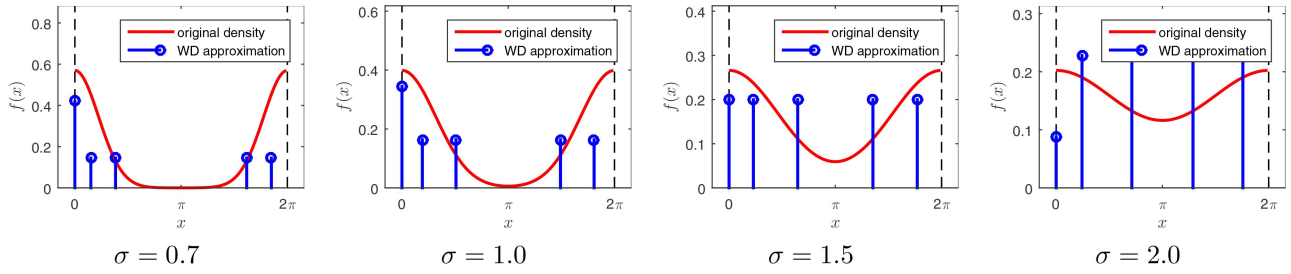 0.8
0.6
0.4
0.2
0
f(x)
0
π
2π
x
original density
WD approximation
σ = 0.7
0.6
0.4
0.2
0
f(x)
0
π
2π
x
original density
WD approximation
σ = 1.0
0.4
0.3
0.2
0.1
0
f(x)
0
π
2π
x
original density
WD approximation
σ = 1.5
0.3
0.2
0.1
0
f(x)
0
π
2π
x
original density
WD approximation
σ = 2.0